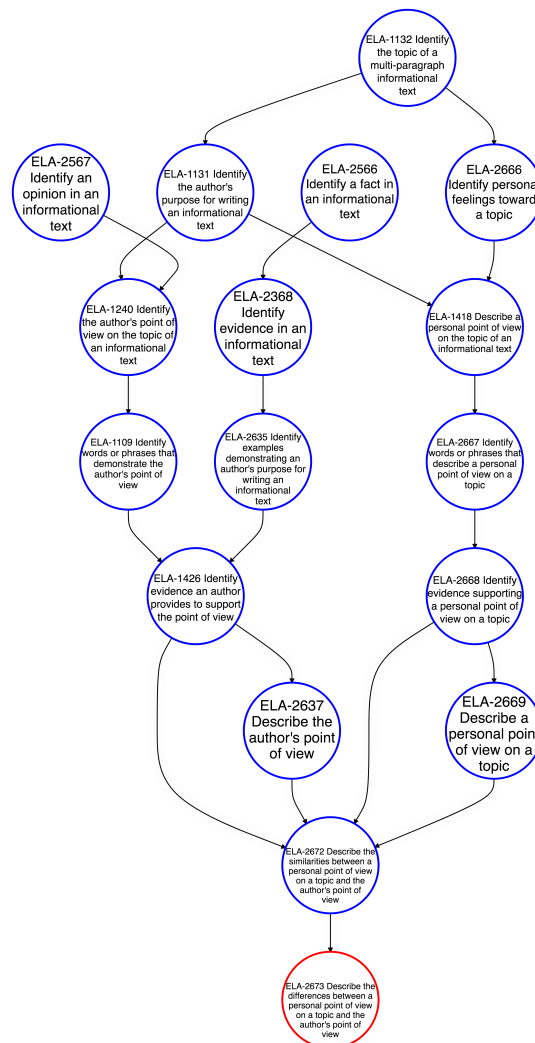 ELA-1132 Identify
the topic of a
multi-paragraph
informational
text
ELA-2567
Identify an
opinion in an
informational
text
ELA-1131 Identify
the author's
purpose for writing
an informational
text
ELA-2566
Identify a fact in
an informational
text
ELA-2666
Identify personal
feelings toward
a topic
ELA-1240 Identify
the author's point of
view on the topic of
an informational
text
ELA-2368
Identify
evidence in an
informational
text
ELA-1418 Describe a
personal point of view
on the topic of an
informational text
ELA-1109 Identify
words or phrases that
demonstrate the
author's point of
view
ELA-2635 Identify
examples
demonstrating an
author's purpose for
writing an
informational text
ELA-2667 Identify
words or phrases that
describe a personal
point of view on a
topic
ELA-1426 Identify
evidence an author
provides to support
the point of view
ELA-2668 Identify
evidence supporting
a personal point of
view on a topic
ELA-2637
Describe the
author's point
of view
ELA-2669
Describe a
personal point
of view on a
topic
ELA-2672 Describe the
similarities between a
personal point of view
on a topic and the
author's point of
view
ELA-2673 Describe the
differences between a
personal point of view
on a topic and the
author's point of
view